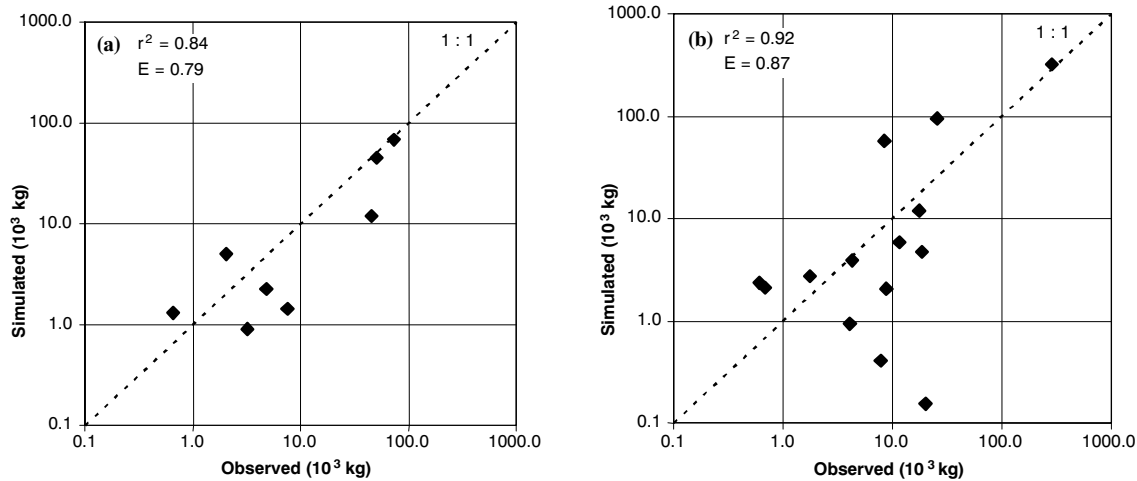 (a) r² = 0.84
E = 0.79
1 : 1
1000.0
100.0
10.0
1.0
0.1
Simulated (10³ kg)
0.1 1.0 10.0 100.0 1000.0
Observed (10³ kg)
(b) r² = 0.92
E = 0.87
1 : 1
1000.0
100.0
10.0
1.0
0.1
Simulated (10³ kg)
0.1 1.0 10.0 100.0 1000.0
Observed (10³ kg)